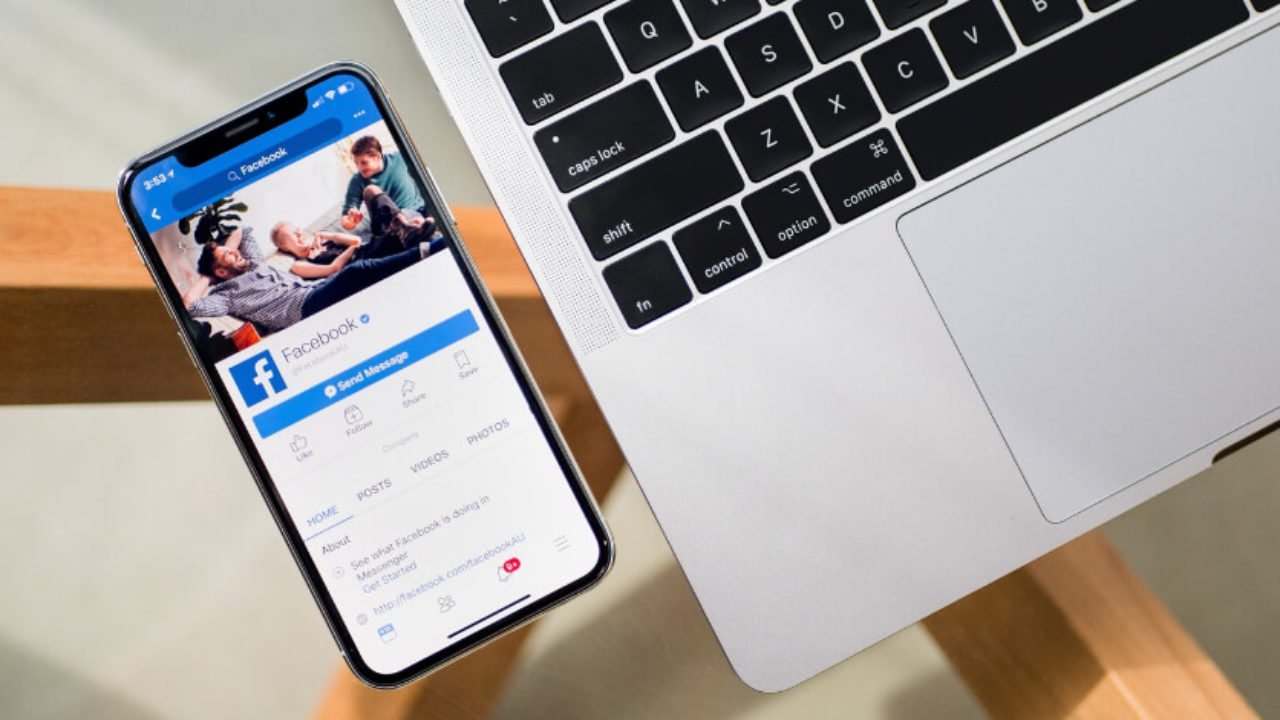 3:53
Facebook
Facebook
@FacebookAU
Send Message
Like
Follow
Share
Save
Company
HOME
POSTS
VIDEOS
PHOTOS
About
See what Facebook is doing in
Messenger
Get Started
http://facebook.com/facebookAU
9+
Q
D
B
tab
A
S
V
caps lock
Z
X
C
shift
command
fn
control
option